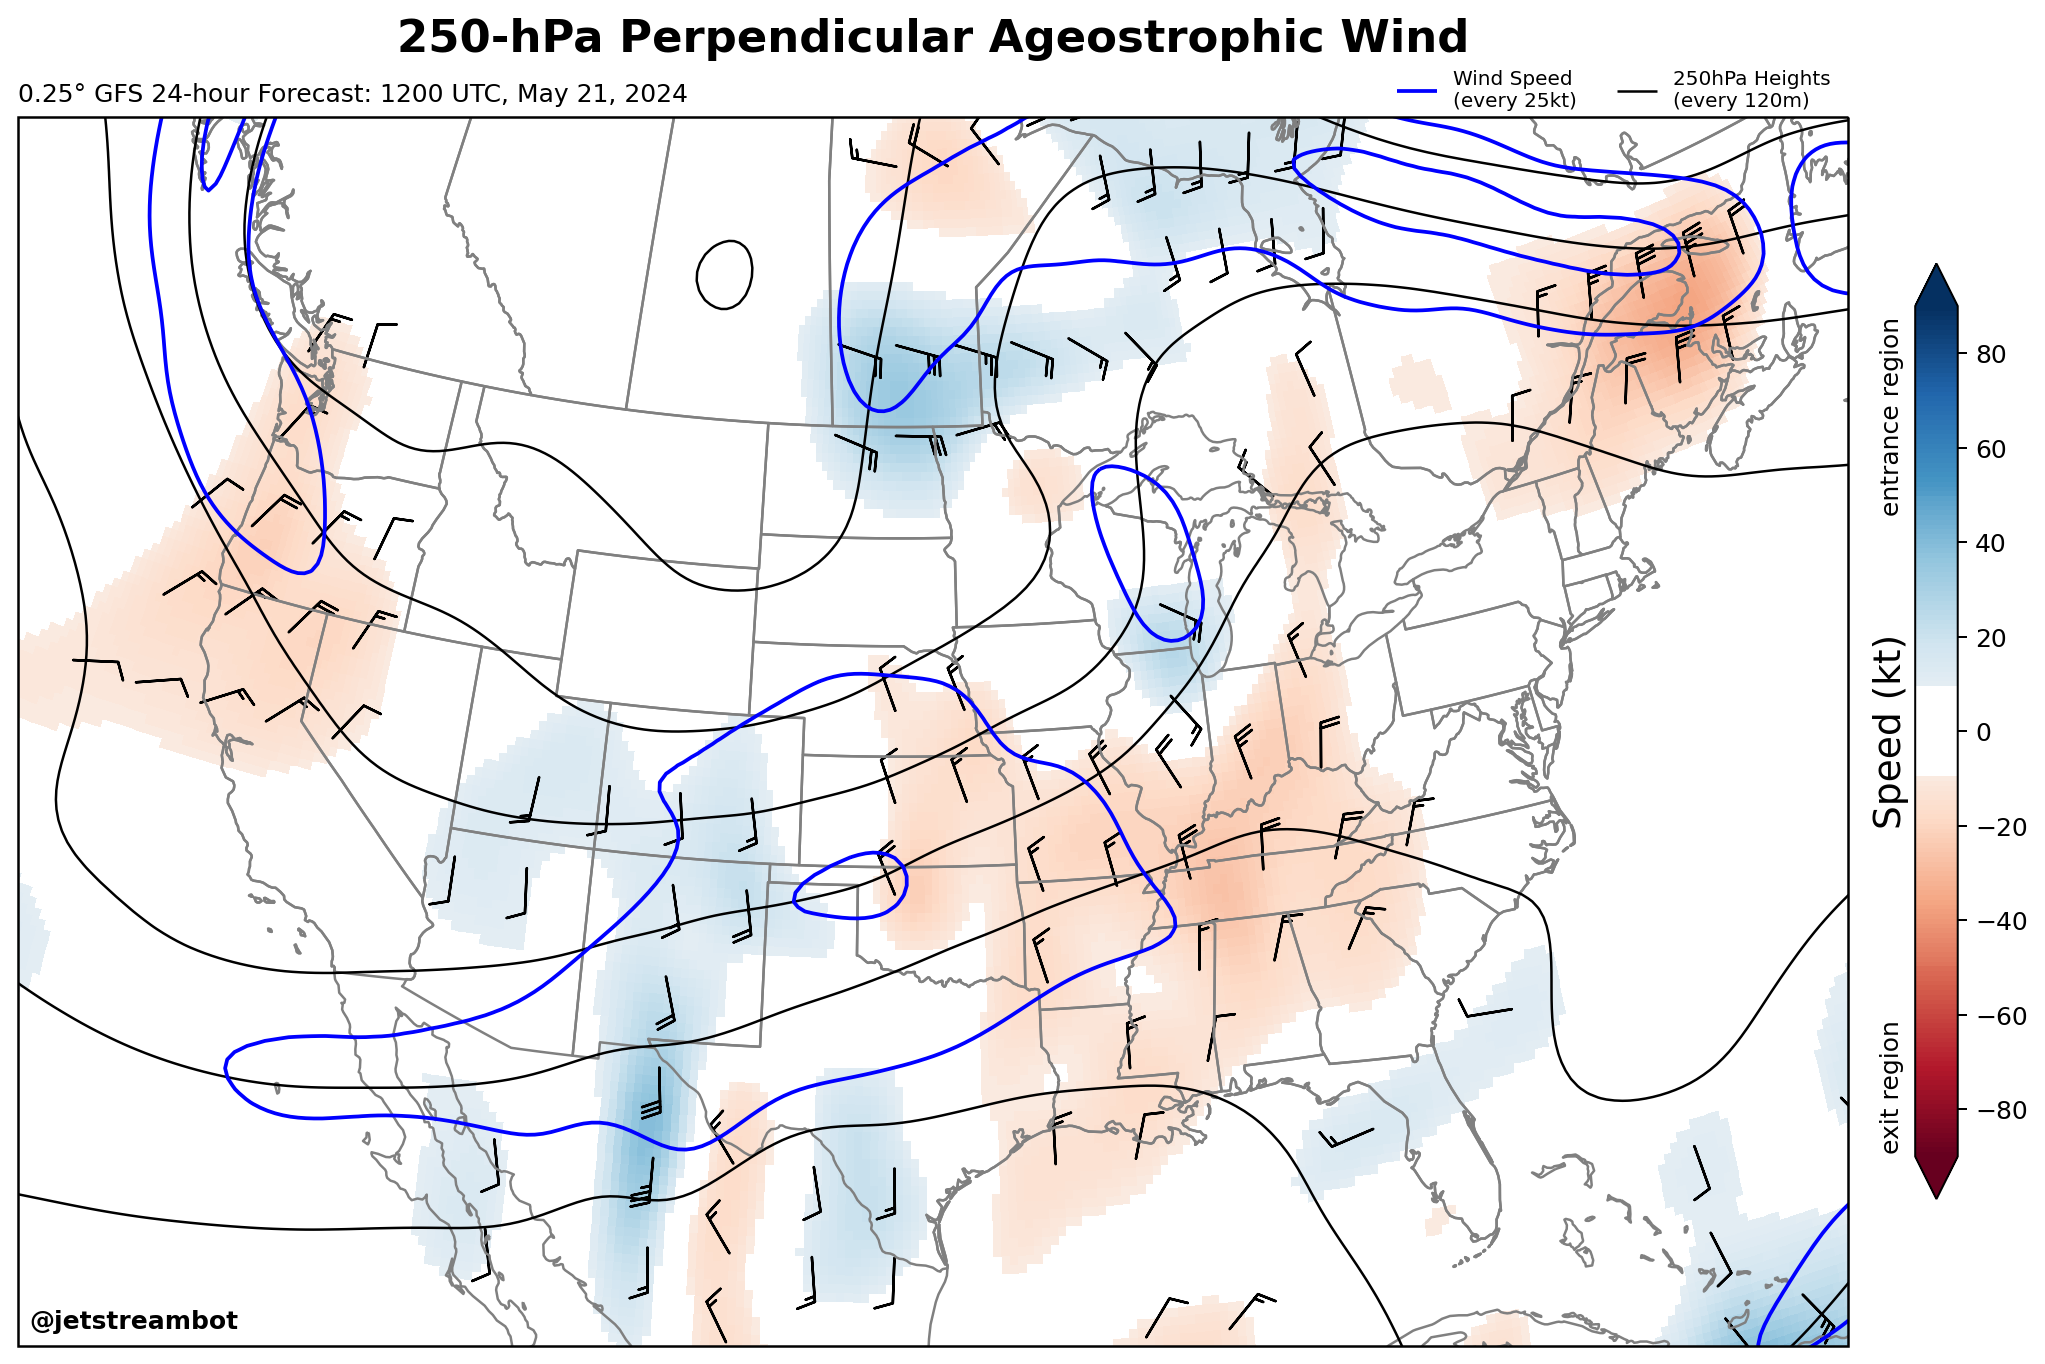 250-hPa Perpendicular Ageostrophic Wind
0.25° GFS 24-hour Forecast: 1200 UTC, May 21, 2024
Wind Speed
(every 25kt)
250hPa Heights
(every 120m)
entrance region
exit region
Speed (kt)
80
60
40
20
0
−20
−40
−60
−80
@jetstreambot